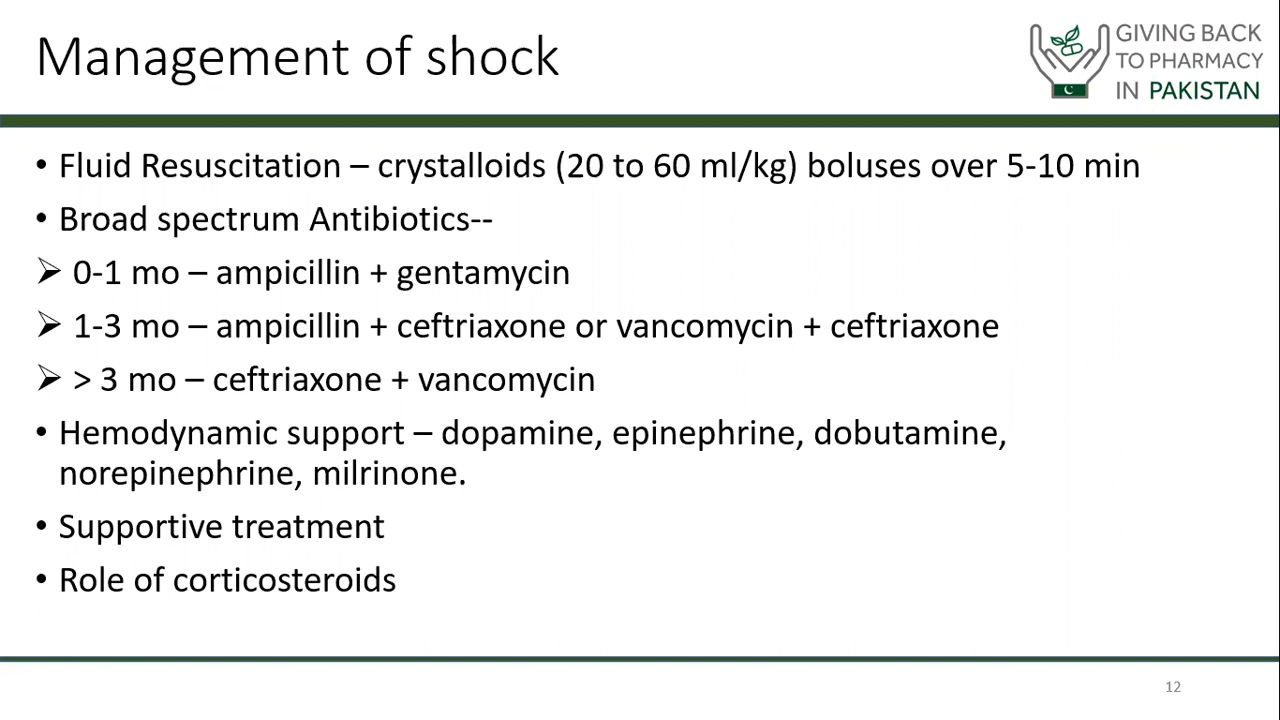 Management of shock
GIVING BACK
TO PHARMACY
IN PAKISTAN
• Fluid Resuscitation – crystalloids (20 to 60 ml/kg) boluses over 5-10 min
• Broad spectrum Antibiotics--
➢ 0-1 mo – ampicillin + gentamycin
➢ 1-3 mo – ampicillin + ceftriaxone or vancomycin + ceftriaxone
➢ > 3 mo – ceftriaxone + vancomycin
• Hemodynamic support – dopamine, epinephrine, dobutamine,
norepinephrine, milrinone.
• Supportive treatment
• Role of corticosteroids
12